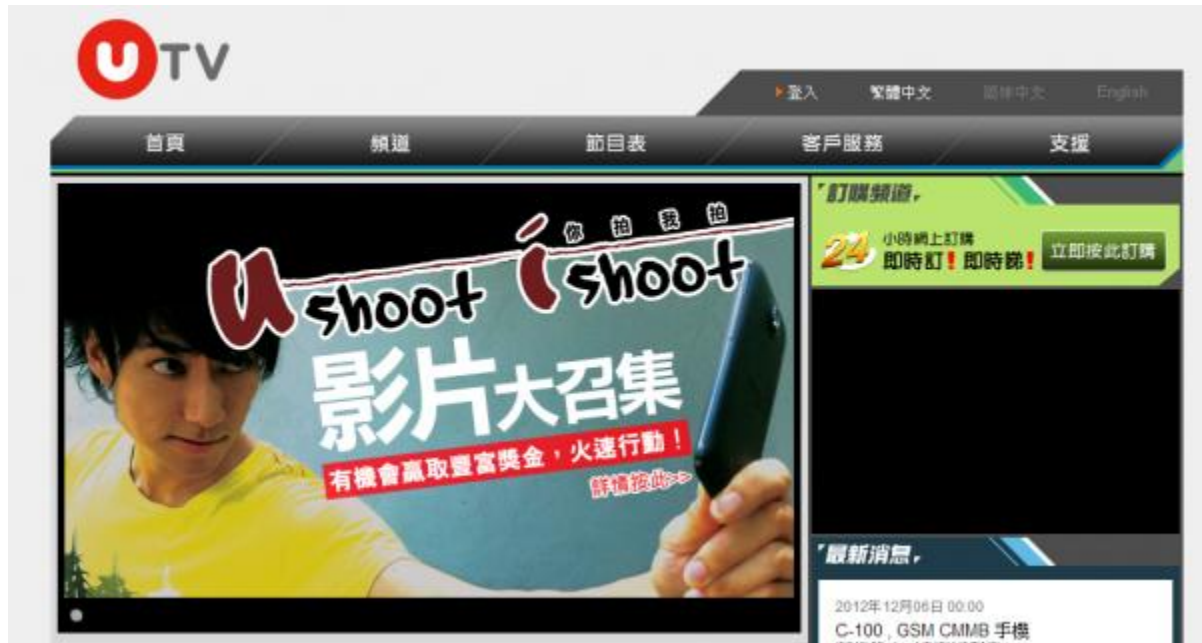 UTV
登入 繁體中文 簡体中文 English
首頁 頻道 節目表 客戶服務 支援
你拍我拍
U shoot i shoot
影片大召集
有機會贏取豐富獎金，火速行動！
詳情按此>>
訂購頻道
24 小時網上訂購
即時訂！即時睇！
立即按此訂購
最新消息
2012年12月06日 00:00
C-100 , GSM CMMB 手機